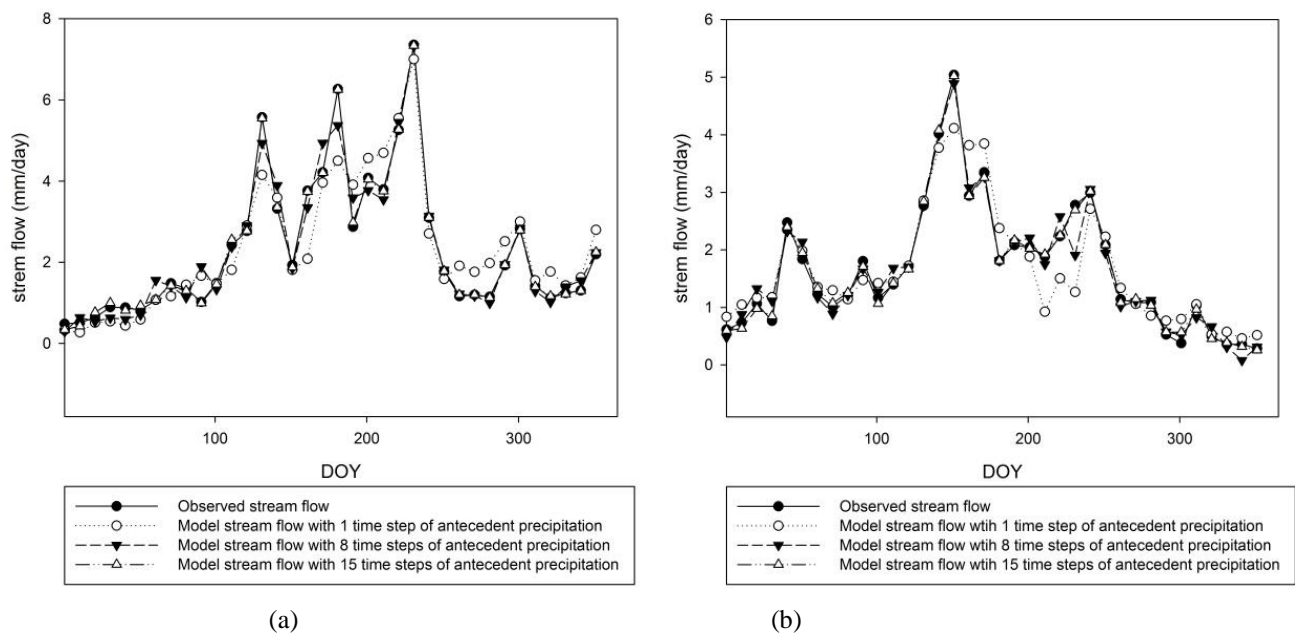 8
6
4
2
0
strem flow (mm/day)
100
200
300
DOY
Observed stream flow
Model stream flow with 1 time step of antecedent precipitation
Model stream flow with 8 time steps of antecedent precipitation
Model stream flow with 15 time steps of antecedent precipitation
(a)
6
5
4
3
2
1
0
strem flow (mm/day)
100
200
300
DOY
Observed stream flow
Model stream flow wtih 1 time step of antecedent precipitation
Model stream flow with 8 time steps of antecedent precipitation
Model stream flow wtih 15 time steps of antecedent precipitation
(b)